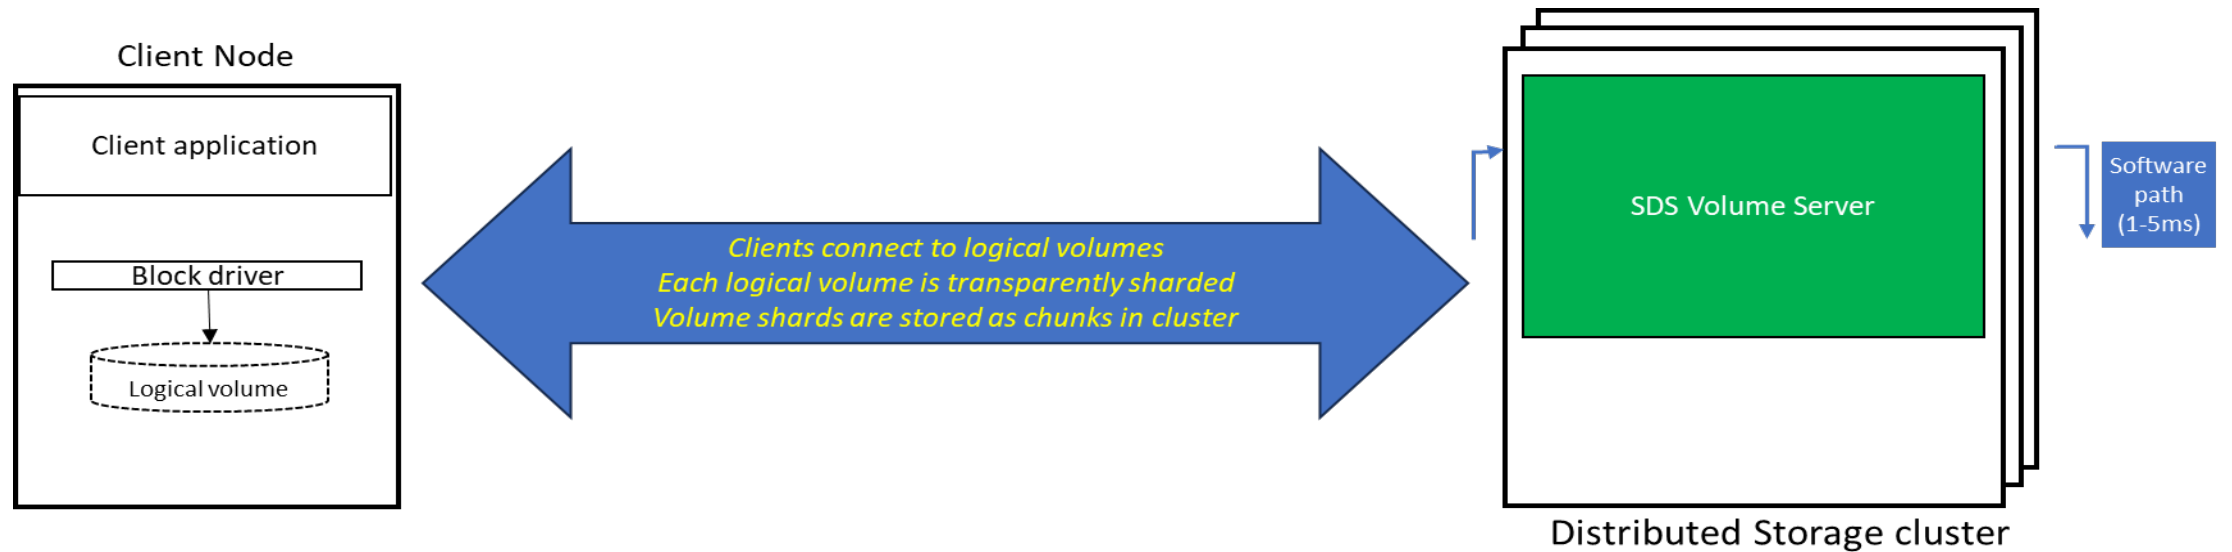 Client Node
Client application
Block driver
Logical volume
Clients connect to logical volumes
Each logical volume is transparently sharded
Volume shards are stored as chunks in cluster
SDS Volume Server
Software
path
(1-5ms)
Distributed Storage cluster